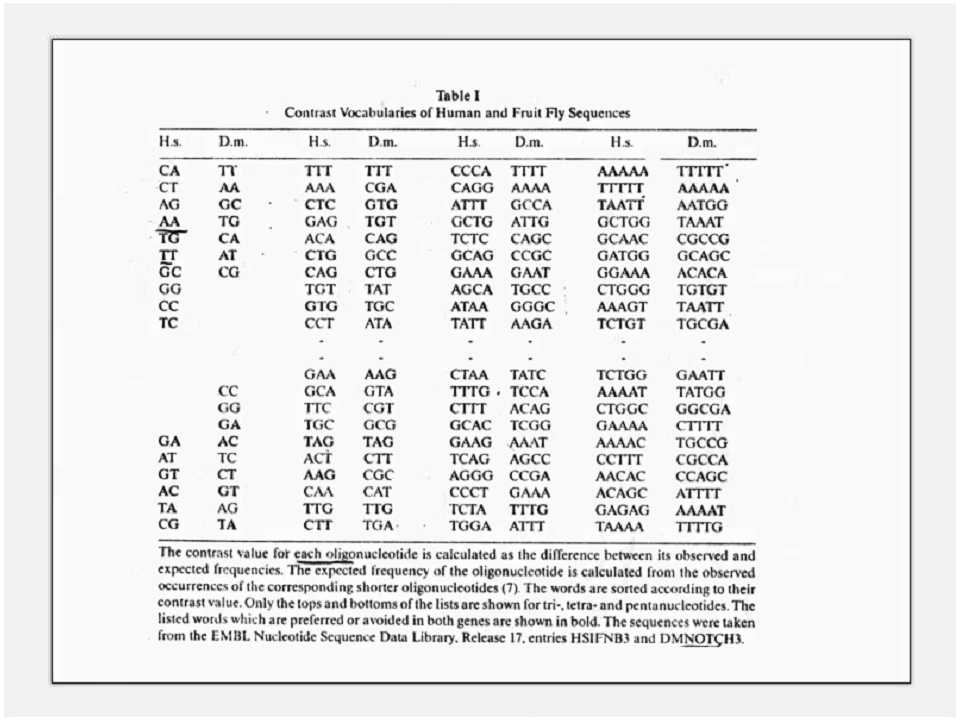 Table I
Contrast Vocabularies of Human and Fruit Fly Sequences
H.s. D.m. H.s. D.m. H.s. D.m. H.s. D.m.
CA TT TTT TTT CCCA TTTT AAAAA TTTTT
CT AA AAA CGA CAGG AAAA TTTTT AAAAA
AG GC CTC GTG ATTT GCCA TAATT AATGG
AA TG GAG TGT GCTG ATTG GCTGG TAAAT
TG CA ACA CAG TCTC CAGC GCAAC CGCCG
TT AT CTG GCC GCAG CCGC GATGG GCAGC
GC CG CAG CTG GAAA GAAT GGAAA ACACA
GG TGT TAT AGCA TGCC CTGGG TGTGT
CC GTG TGC ATAA GGGC AAAGT TAATT
TC CCT ATA TATT AAGA TCTGT TGCGA
- - - - - -
- - - - - -
GAA AAG CTAA TATC TCTGG GAATT
CC GCA GTA TTTG TCCA AAAAT TATGG
GG TTC CGT CTTT ACAG CTGGC GGCGA
GA TGC GCG GCAC TCGG GAAAA CTTTT
GA AC TAG TAG GAAG AAAT AAAAC TGCCG
AT TC ACT CTT TCAG AGCC CCTTT CGCCA
GT CT AAG CGC AGGG CCGA AACAC CCAGC
AC GT CAA CAT CCCT GAAA ACAGC ATTTT
TA AG TTG TTG TCTA TTTG GAGAG AAAAT
CG TA CTT TGA TGGA ATTT TAAAA TTTTG
The contrast value for each oligonucleotide is calculated as the difference between its observed and
expected frequencies. The expected frequency of the oligonucleotide is calculated from the observed
occurrences of the corresponding shorter oligonucleotides (7). The words are sorted according to their
contrast value. Only the tops and bottoms of the lists are shown for tri-, tetra- and pentanucleotides. The
listed words which are preferred or avoided in both genes are shown in bold. The sequences were taken
from the EMBL Nucleotide Sequence Data Library, Release 17, entries HSIFNB3 and DMNOTCH3.